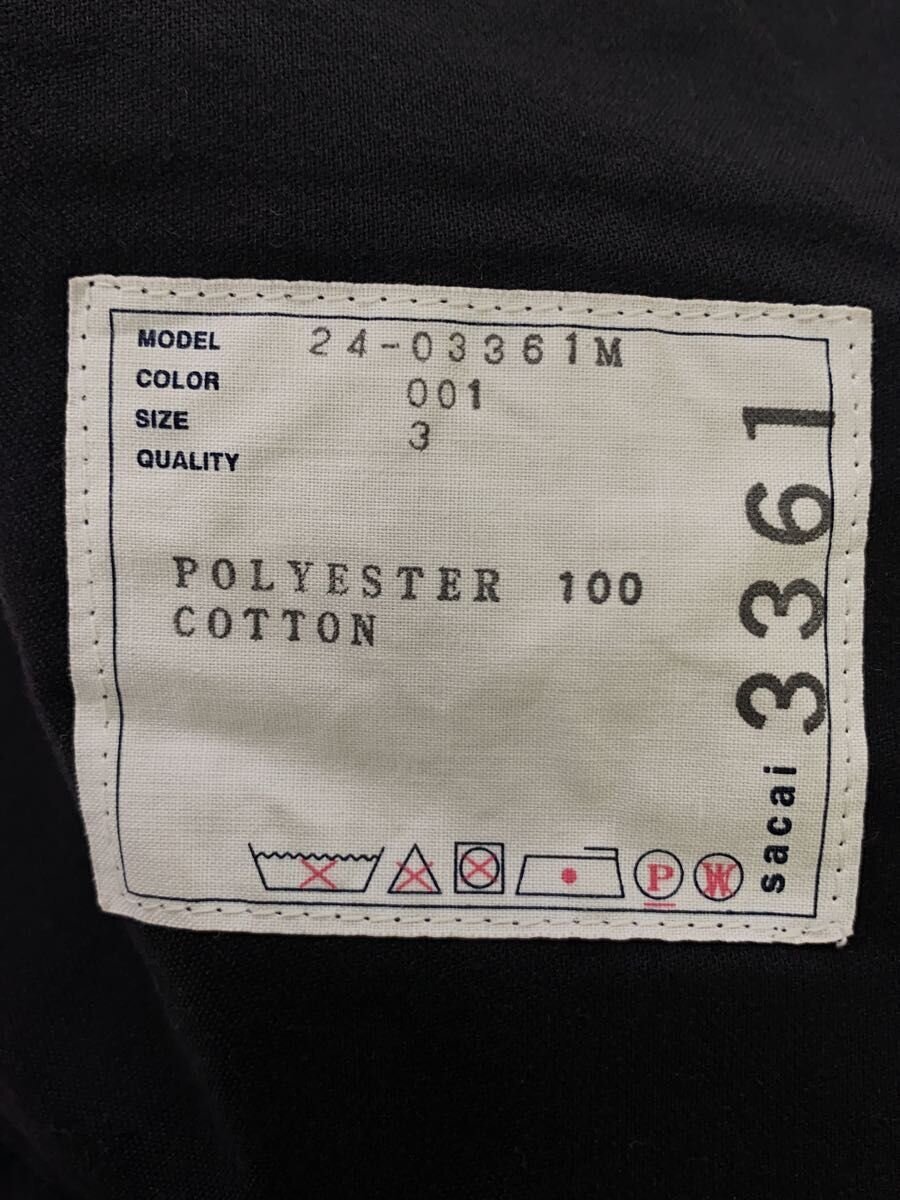 MODEL 24-03361M
COLOR 001
SIZE 3
QUALITY
POLYESTER 100
COTTON
P W
sacai 3361